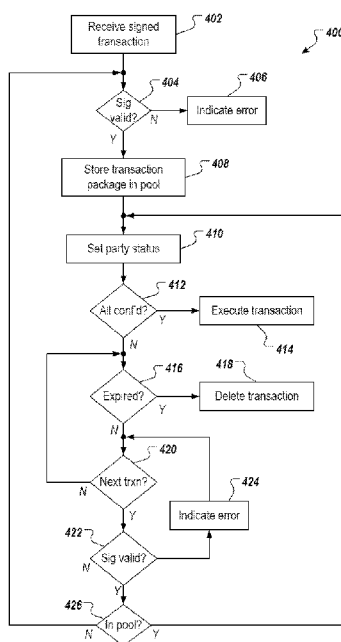 Receive signed
transaction
402
400
404
Sig
valid?
N
Y
406
Indicate error
Store transaction
package in pool
408
Set party status
410
412
All conf'd?
Y
N
Execute transaction
414
416
Expired?
Y
N
418
Delete transaction
420
Next trxn?
N
Y
424
Indicate error
422
Sig valid?
N
Y
426
In pool?
N
Y